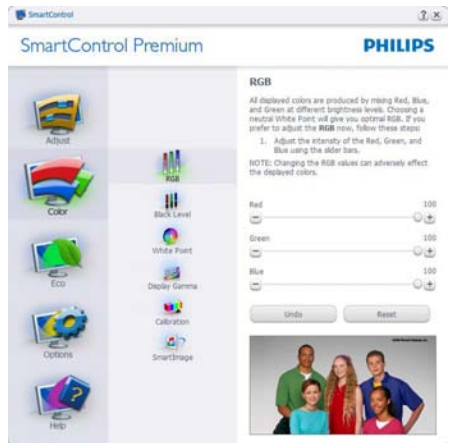 SmartControl
SmartControl Premium
PHILIPS
Adjust
Color
Eco
Options
Help
RGB
Black Level
White Point
Display Gamma
Calibration
SmartImage
RGB
All displayed colors are produced by mixing Red, Blue,
and Green at different brightness levels. Choosing a
neutral White Point will give you optimal RGB. If you
prefer to adjust the RGB now, follow these steps:
1. Adjust the intensity of the Red, Green, and
Blue using the slider bars.
NOTE: Changing the RGB values can adversely effect
the displayed colors.
Red 100
Green 100
Blue 100
Undo Reset